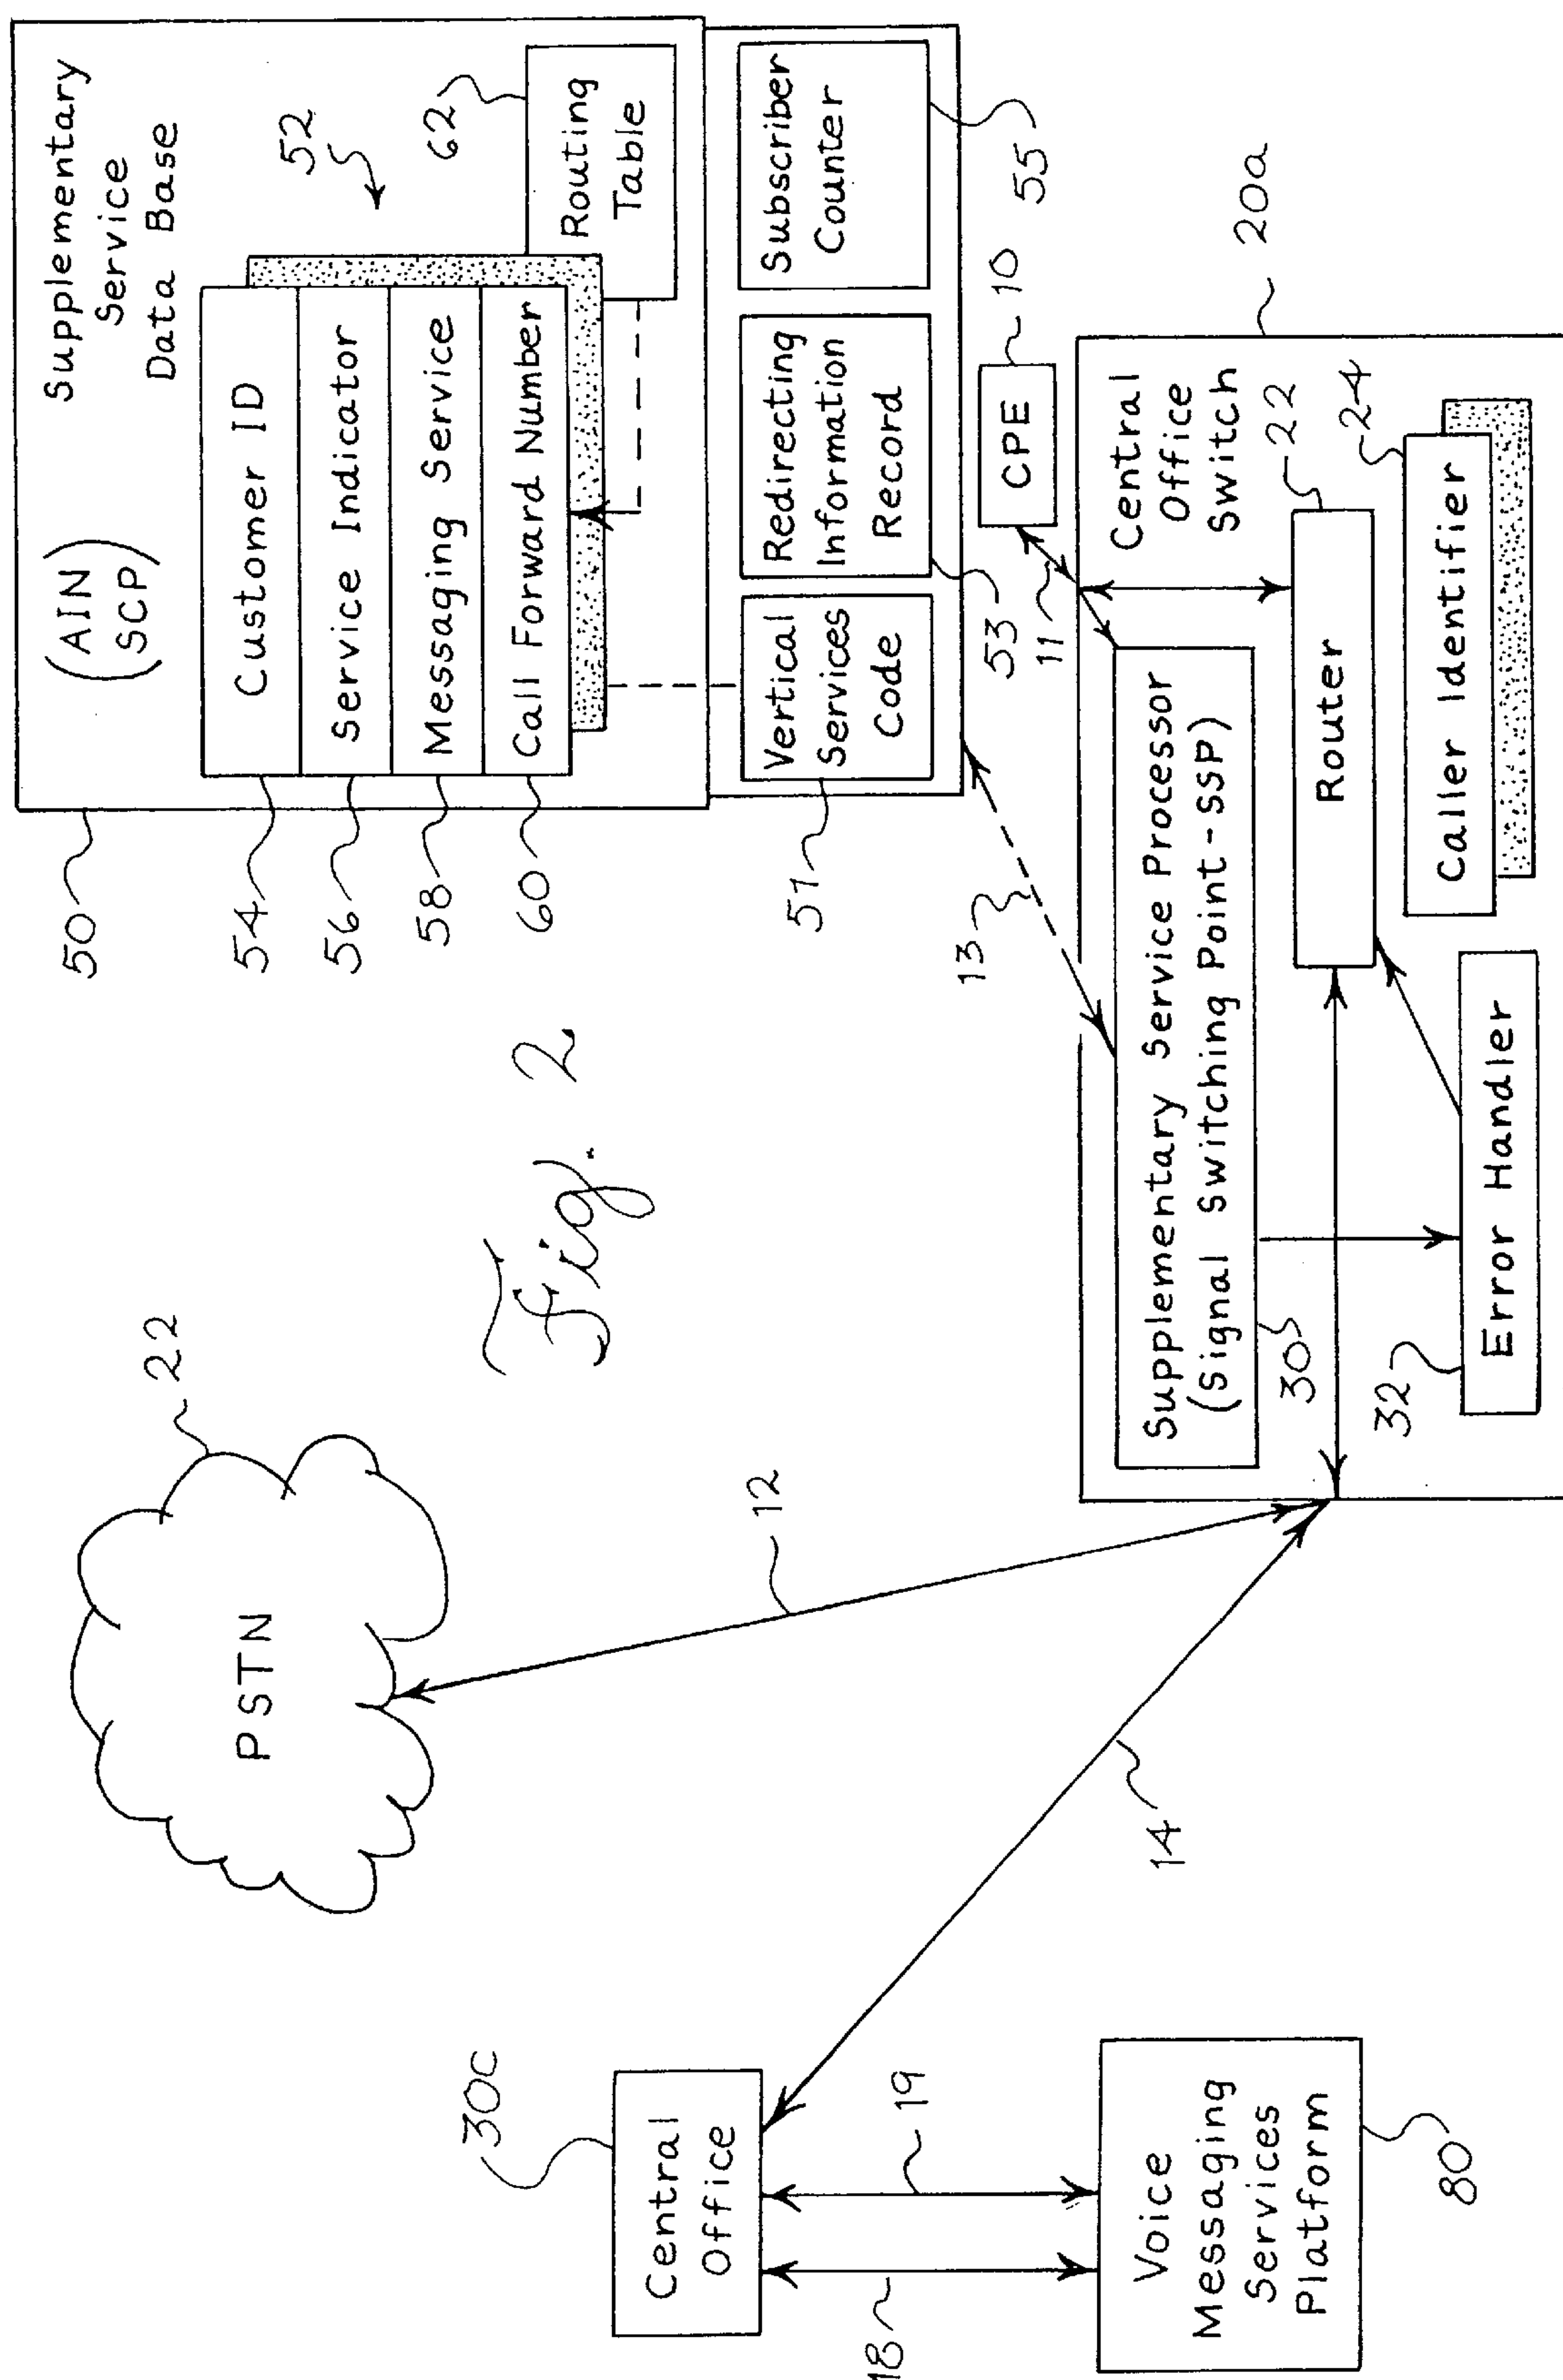 Supplementary
Service
Data Base
(AIN
SCP)
52
62
Customer ID
Service Indicator
Messaging Service
Call Forward Number
Routing
Table
50
54
56
58
60
Vertical
Services
Code
Redirecting
Information
Record
Subscriber
Counter
51
53
55
13
11
CPE
10
20a
Central
Office
Switch
Supplementary Service Processor
(Signal Switching Point-SSP)
30
Router
22
Caller Identifier
24
Error Handler
32
Fig. 2
PSTN
22
12
14
30c
Central
Office
18
19
Voice
Messaging
Services
Platform
80